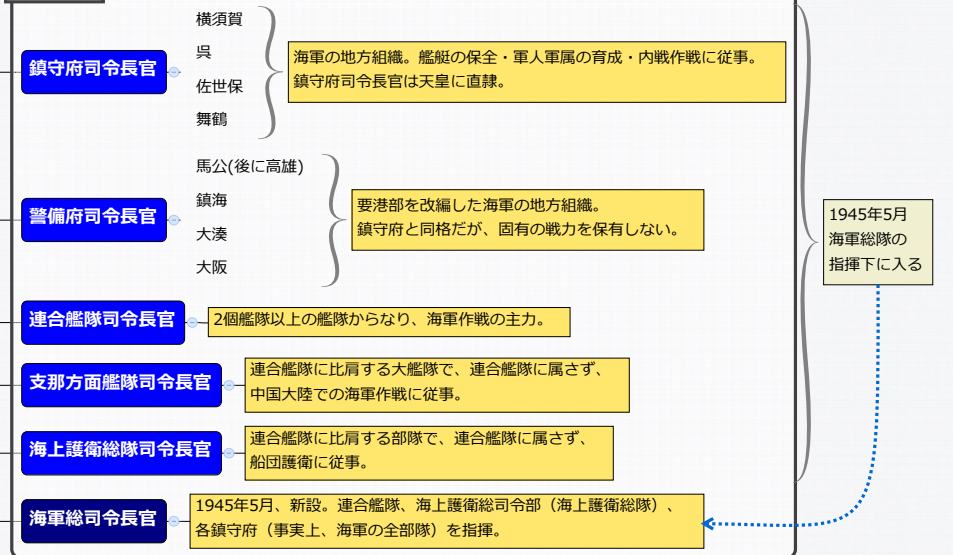 鎮守府司令長官
横須賀
呉
佐世保
舞鶴
海軍の地方組織。艦艇の保全・軍人軍属の育成・内戦作戦に従事。
鎮守府司令長官は天皇に直隷。
警備府司令長官
馬公(後に高雄)
鎮海
大湊
大阪
要港部を改編した海軍の地方組織。
鎮守府と同格だが、固有の戦力を保有しない。
連合艦隊司令長官
2個艦隊以上の艦隊からなり、海軍作戦の主力。
支那方面艦隊司令長官
連合艦隊に比肩する大艦隊で、連合艦隊に属さず、
中国大陸での海軍作戦に従事。
海上護衛総隊司令長官
連合艦隊に比肩する部隊で、連合艦隊に属さず、
船団護衛に従事。
海軍総司令長官
1945年5月、新設。連合艦隊、海上護衛総司令部（海上護衛総隊）、
各鎮守府（事実上、海軍の全部隊）を指揮。
1945年5月
海軍総隊の
指揮下に入る